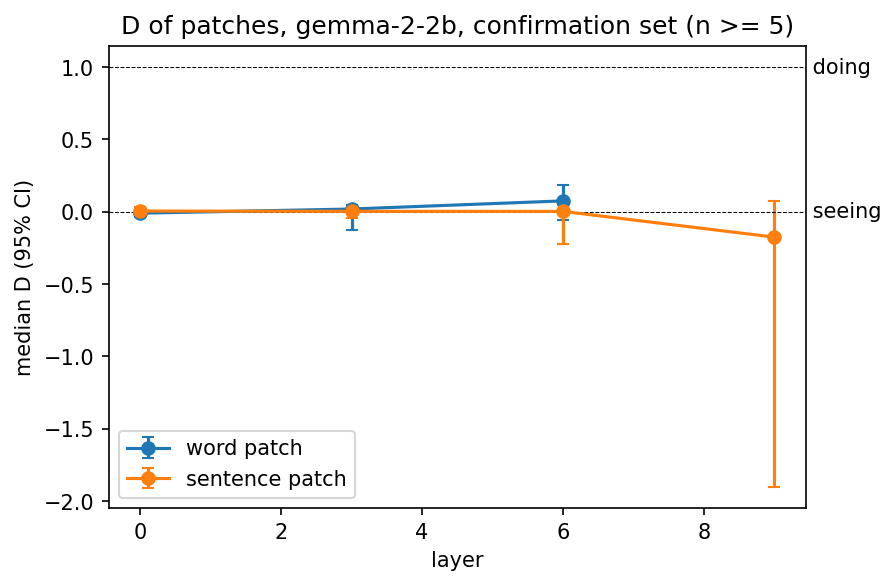 D of patches, gemma-2-2b, confirmation set (n >= 5)
1.0
doing
0.5
0.0
seeing
−0.5
−1.0
−1.5
−2.0
median D (95% CI)
word patch
sentence patch
0
2
4
6
8
layer